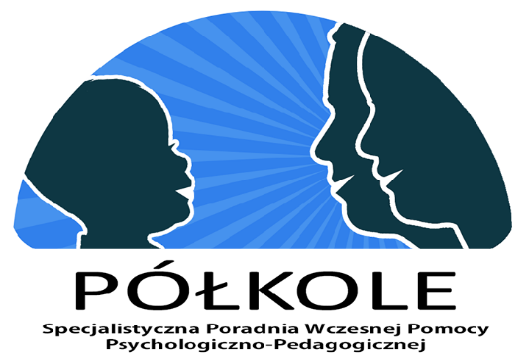 PÓŁKOLE
Specjalistyczna Poradnia Wczesnej Pomocy
Psychologiczno-Pedagogicznej